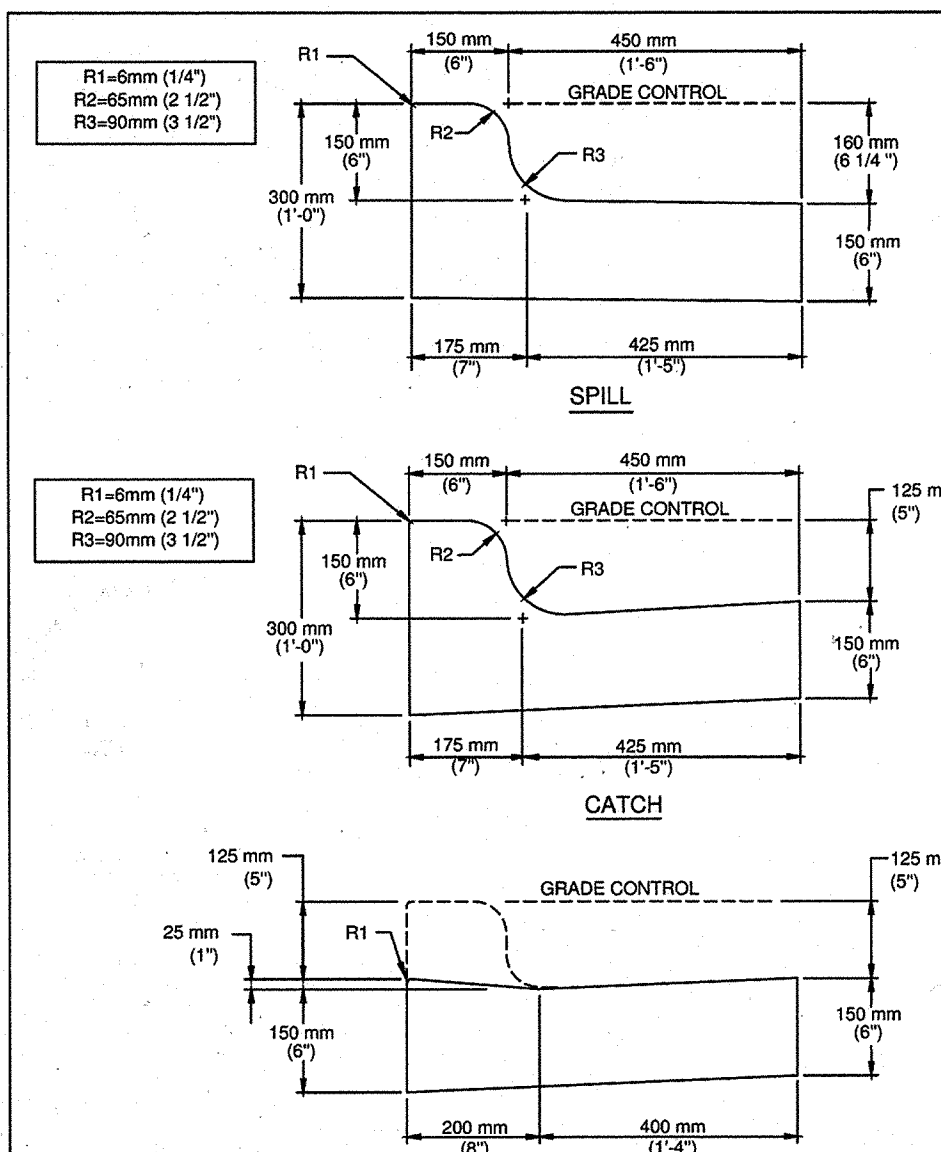 150 mm
(6")
450 mm
(1'-6")
R1
R1=6mm (1/4")
R2=65mm (2 1/2")
R3=90mm (3 1/2")
GRADE CONTROL
R2
150 mm
(6")
R3
160 mm
(6 1/4 ")
300 mm
(1'-0")
150 mm
(6")
175 mm
(7")
425 mm
(1'-5")
SPILL
150 mm
(6")
450 mm
(1'-6")
R1
R1=6mm (1/4")
R2=65mm (2 1/2")
R3=90mm (3 1/2")
125 m
(5")
GRADE CONTROL
R2
150 mm
(6")
R3
300 mm
(1'-0")
150 mm
(6")
175 mm
(7")
425 mm
(1'-5")
CATCH
125 mm
(5")
125 m
(5")
GRADE CONTROL
25 mm
(1")
R1
150 mm
(6")
150 mm
(6")
200 mm
(8")
400 mm
(1'-4")